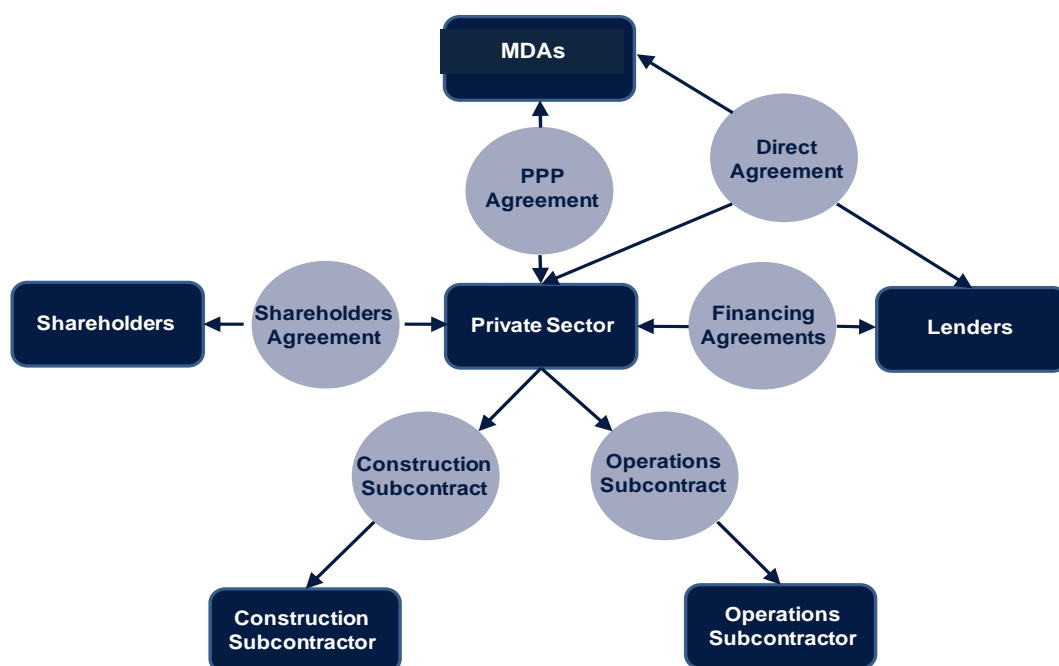 MDAs
Direct
Agreement
PPP
Agreement
Shareholders
Shareholders
Agreement
Private Sector
Financing
Agreements
Lenders
Construction
Subcontract
Operations
Subcontract
Construction
Subcontractor
Operations
Subcontractor